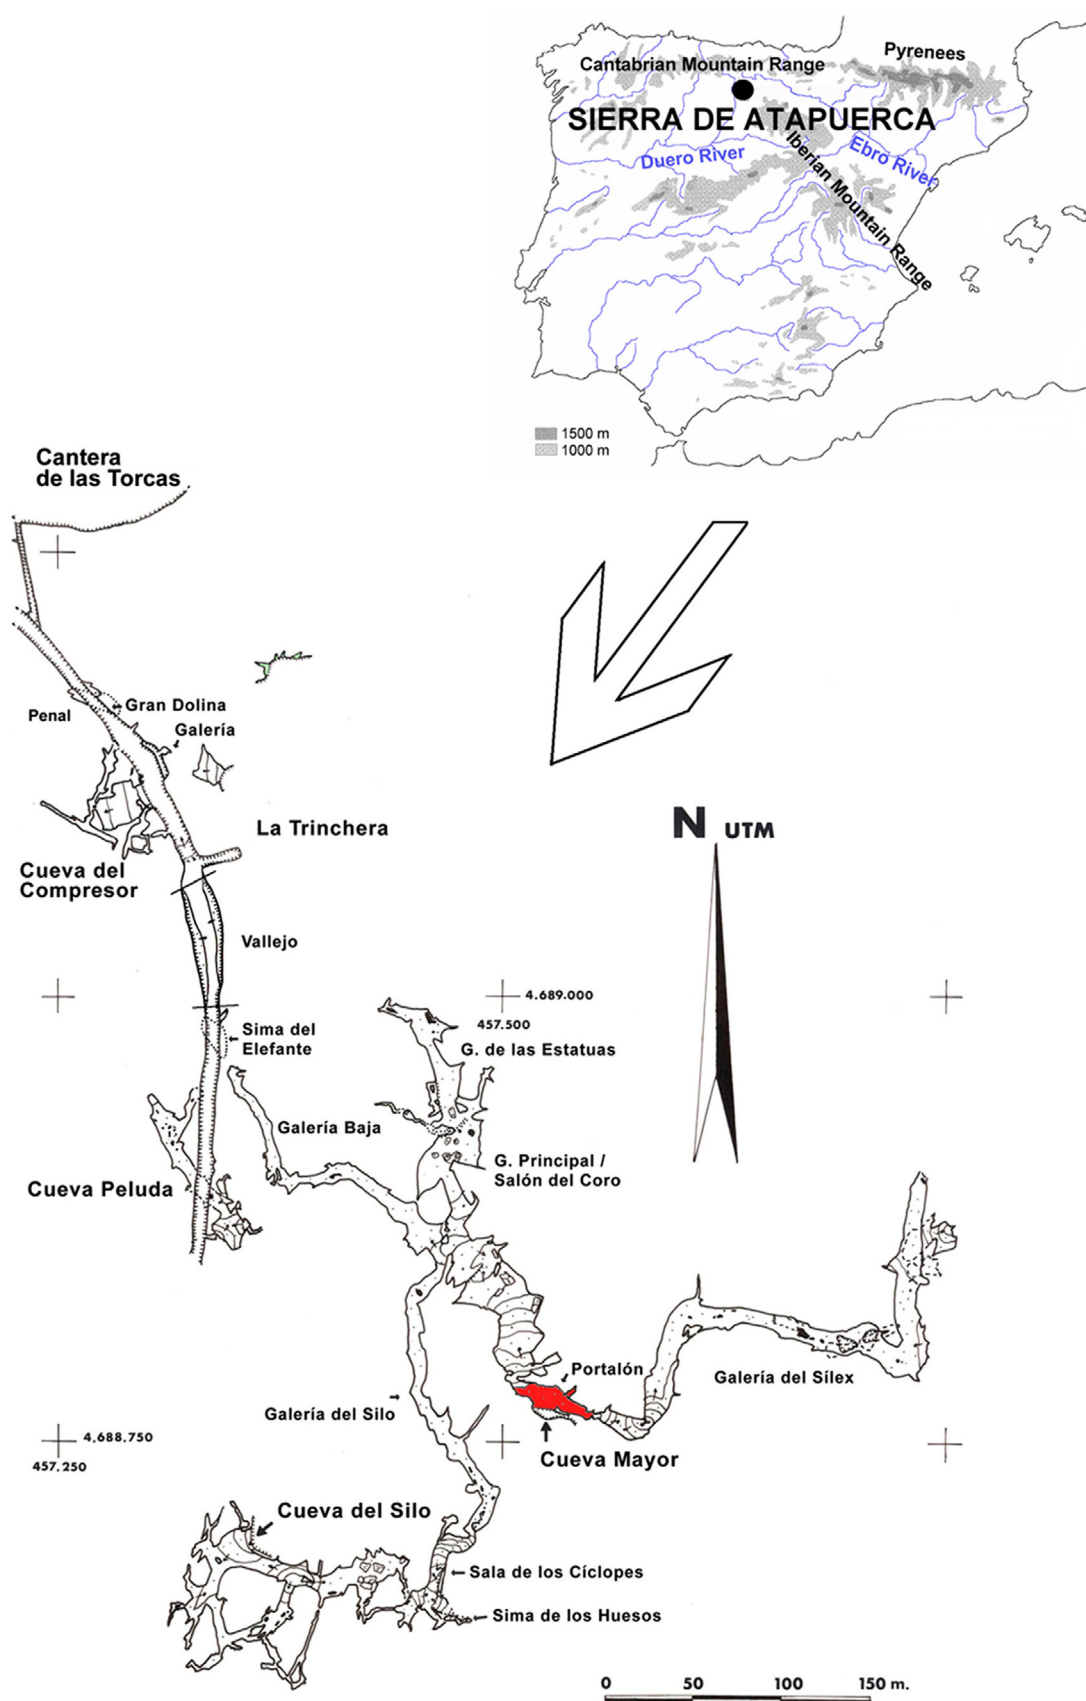 Pyrenees
Cantabrian Mountain Range
SIERRA DE ATAPUERCA
Duero River
Ebro River
Iberian Mountain Range
1500 m
1000 m
Cantera
de las Torcas
Gran Dolina
Penal
Galería
La Trinchera
N UTM
Cueva del
Compresor
Vallejo
4.689.000
457.500
Sima del
Elefante
G. de las Estatuas
Galería Baja
G. Principal /
Salón del Coro
Cueva Peluda
Portalón
Galería del Sílex
Galería del Silo
4,688,750
457,250
Cueva Mayor
Cueva del Silo
Sala de los Cíclopes
Sima de los Huesos
0 50 100 150 m.